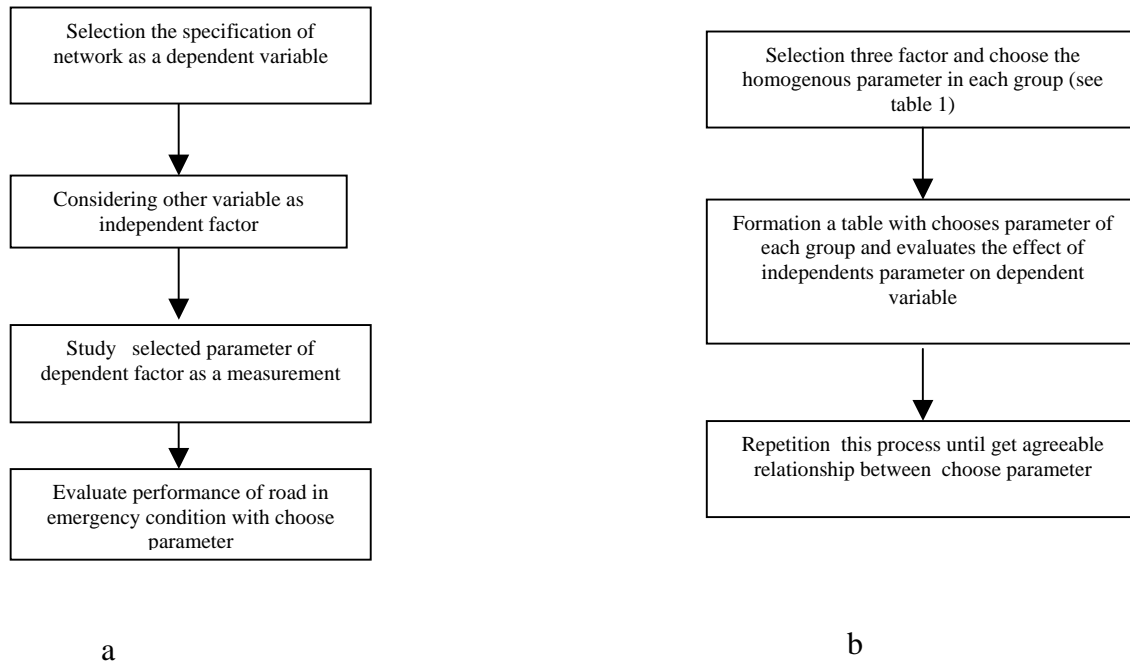 Selection the specification of
network as a dependent variable
Considering other variable as
independent factor
Study selected parameter of
dependent factor as a measurement
Evaluate performance of road in
emergency condition with choose
parameter
a
Selection three factor and choose the
homogenous parameter in each group (see
table 1)
Formation a table with chooses parameter of
each group and evaluates the effect of
independents parameter on dependent
variable
Repetition this process until get agreeable
relationship between choose parameter
b